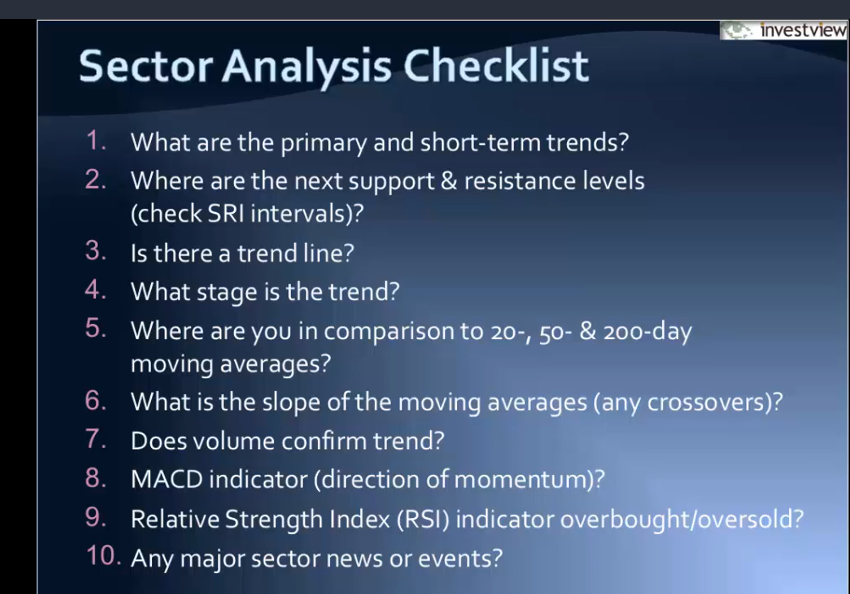 investview
Sector Analysis Checklist
1. What are the primary and short-term trends?
2. Where are the next support & resistance levels
(check SRI intervals)?
3. Is there a trend line?
4. What stage is the trend?
5. Where are you in comparison to 20-, 50- & 200-day
moving averages?
6. What is the slope of the moving averages (any crossovers)?
7. Does volume confirm trend?
8. MACD indicator (direction of momentum)?
9. Relative Strength Index (RSI) indicator overbought/oversold?
10. Any major sector news or events?